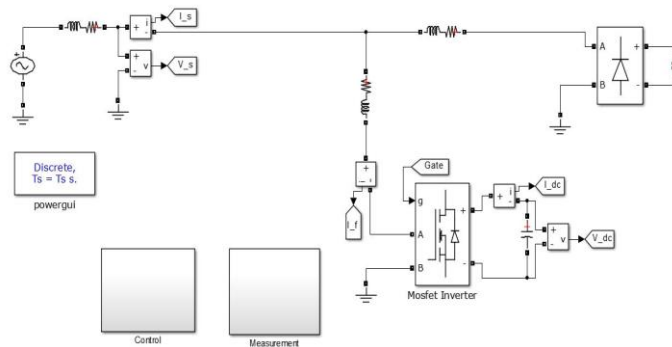 +
i
+
-
I_s
+
v
-
V_s
A
+
B
-
Discrete,
Ts = Ts s.
powergui
+
i
-
I_f
Gate
g
+
A
B
-
Mosfet Inverter
+
i
-
I_dc
+
v
-
V_dc
Control
Measurement